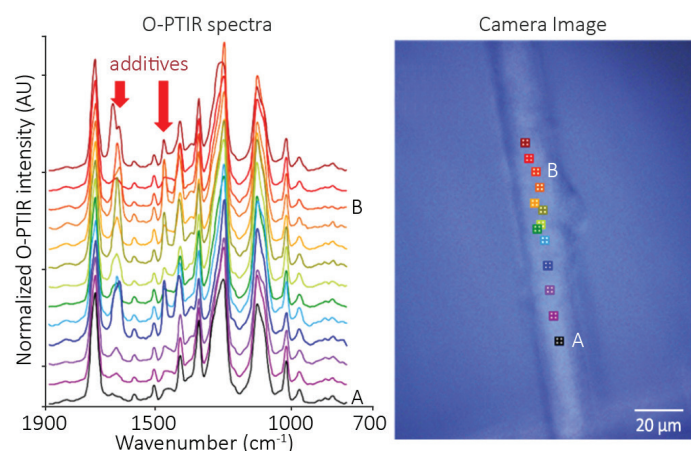 O-PTIR spectra
Camera Image
additives
Normalized O-PTIR intensity (AU)
B
A
1900
1500
1000
700
Wavenumber (cm-1)
B
A
20 µm